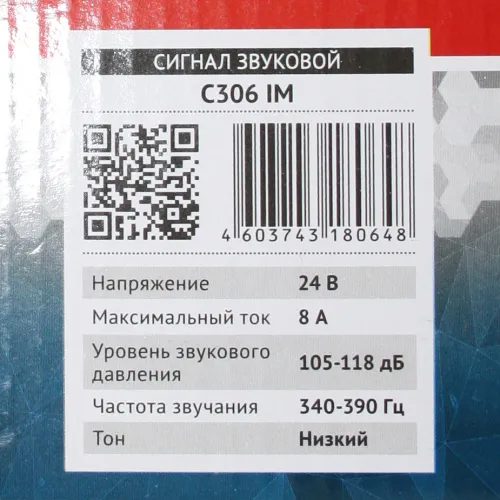 СИГНАЛ ЗВУКОВОЙ
С306 IM
4 603743 180648
Напряжение 24 В
Максимальный ток 8 А
Уровень звукового
давления 105-118 дБ
Частота звучания 340-390 Гц
Тон Низкий